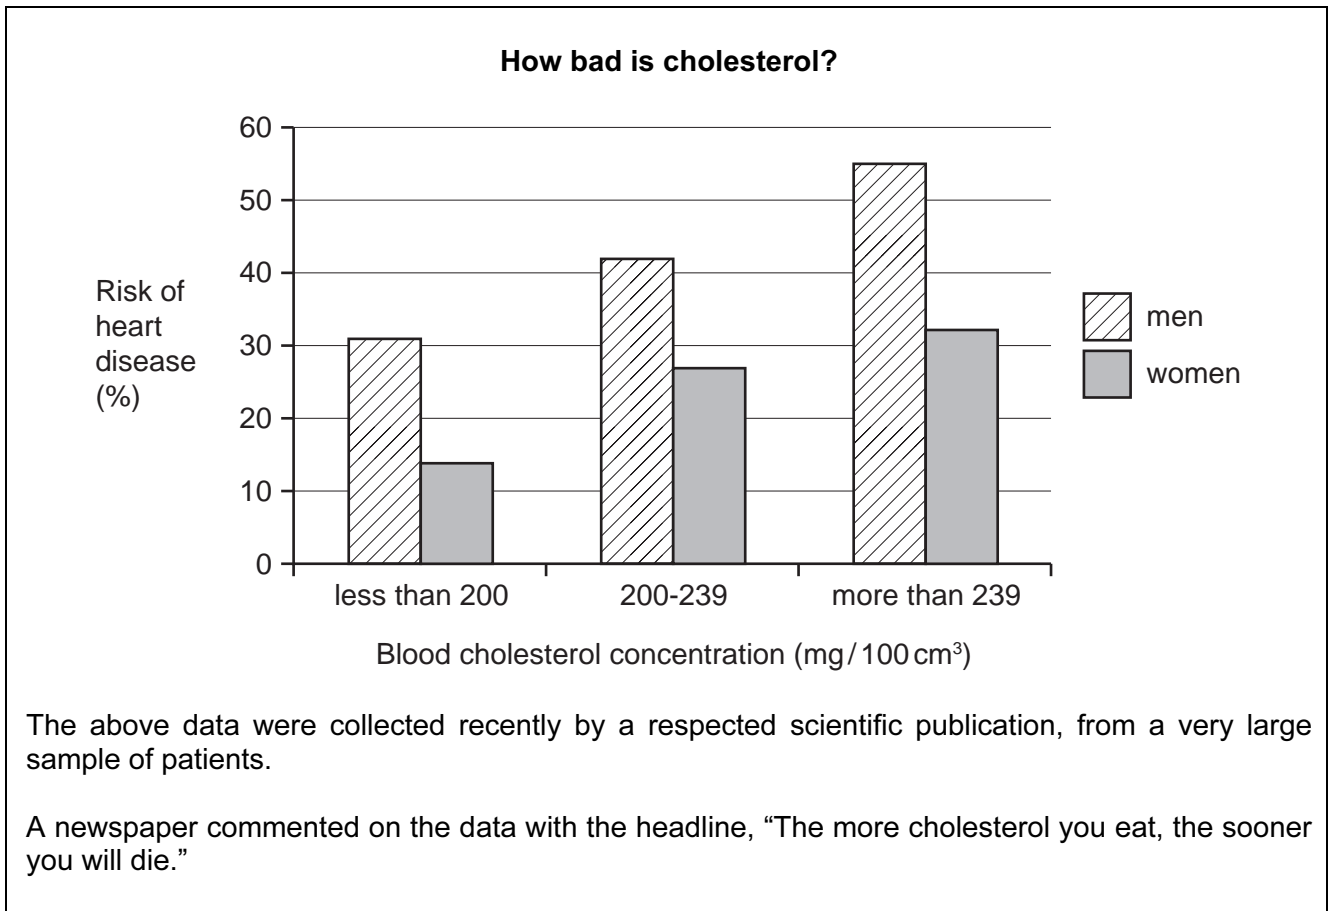 How bad is cholesterol?
60
50
40
30
20
10
0
Risk of
heart
disease
(%)
men
women
less than 200 200-239 more than 239
Blood cholesterol concentration (mg/100 cm³)
The above data were collected recently by a respected scientific publication, from a very large
sample of patients.
A newspaper commented on the data with the headline, “The more cholesterol you eat, the sooner
you will die.”